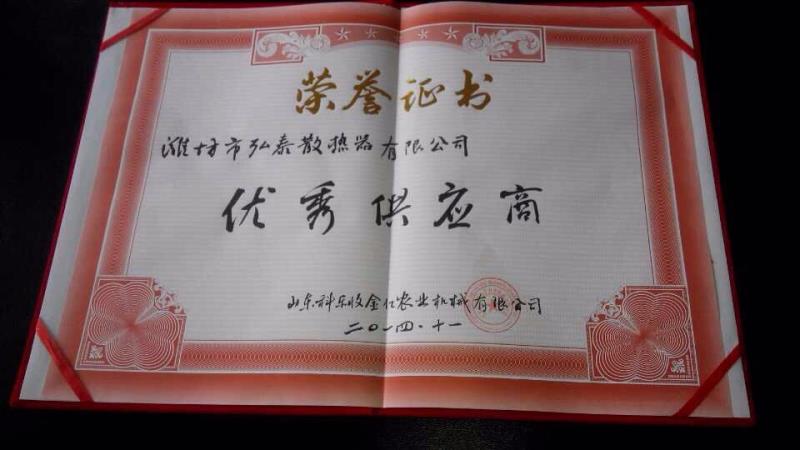 荣誉证书
潍坊市弘泰散热器有限公司
优秀供应商
山东科乐收金亿农业机械有限公司
二〇一四·十一